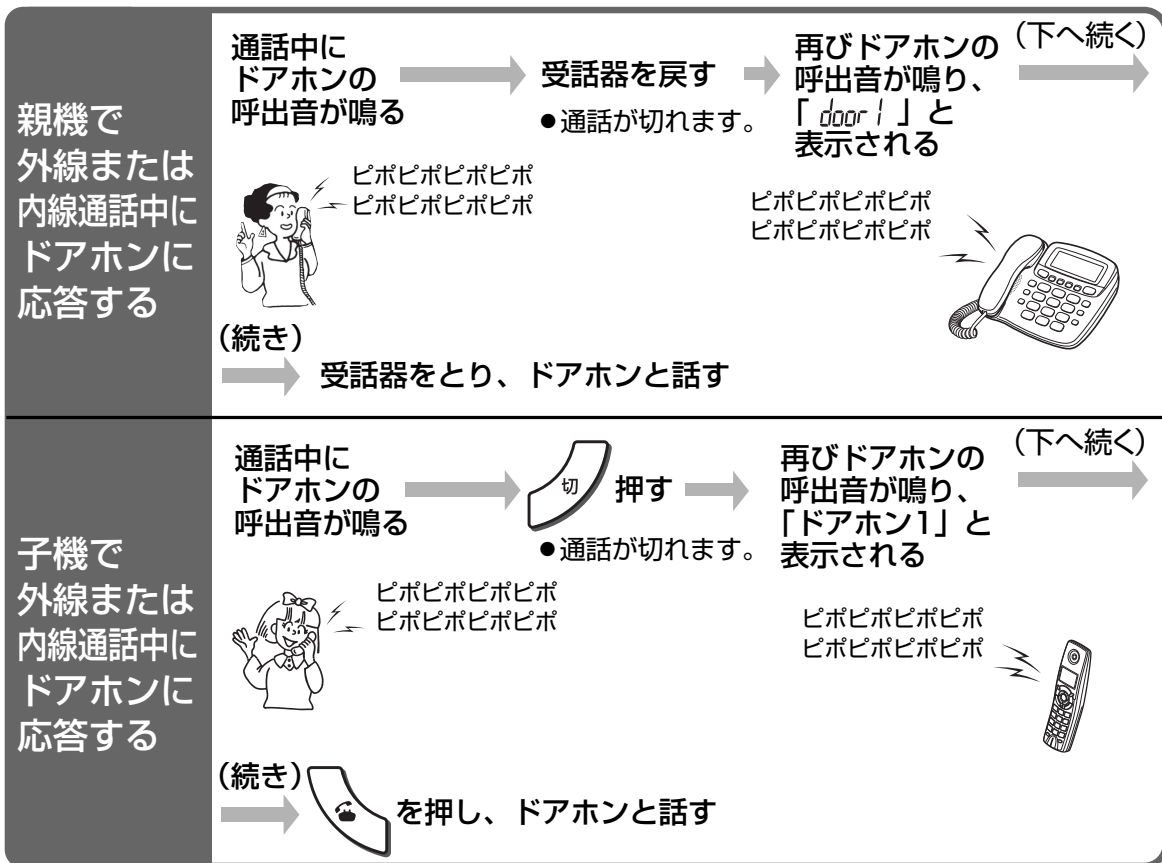 親機で
外線または
内線通話中に
ドアホンに
応答する
通話中に
ドアホンの
呼出音が鳴る
受話器を戻す
●通話が切れます。
再びドアホンの
呼出音が鳴り、
「door1」と
表示される
(下へ続く)
ピポピポピポピポ
ピポピポピポピポ
ピポピポピポピポ
ピポピポピポピポ
(続き)
受話器をとり、ドアホンと話す
子機で
外線または
内線通話中に
ドアホンに
応答する
通話中に
ドアホンの
呼出音が鳴る
切 押す
●通話が切れます。
再びドアホンの
呼出音が鳴り、
「ドアホン1」と
表示される
(下へ続く)
ピポピポピポピポ
ピポピポピポピポ
ピポピポピポピポ
ピポピポピポピポ
(続き)
を押し、ドアホンと話す